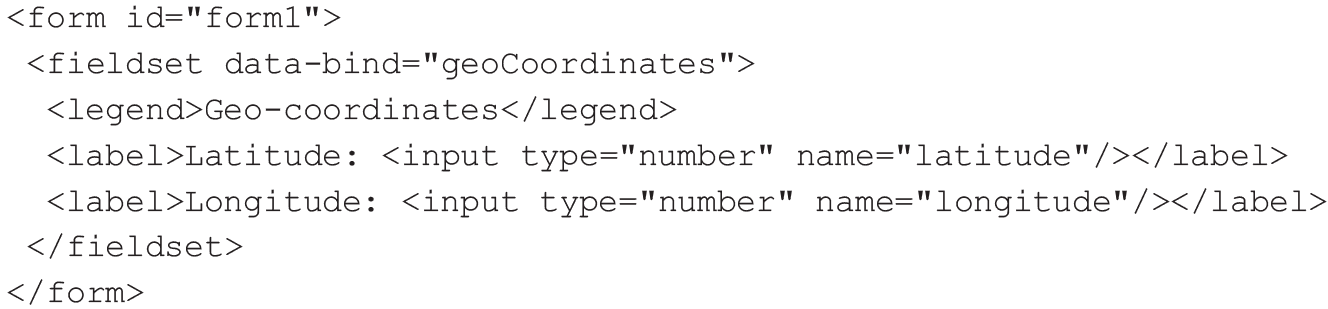 <form id="form1">
<fieldset data-bind="geoCoordinates">
<legend>Geo-coordinates</legend>
<label>Latitude: <input type="number" name="latitude"/></label>
<label>Longitude: <input type="number" name="longitude"/></label>
</fieldset>
</form>